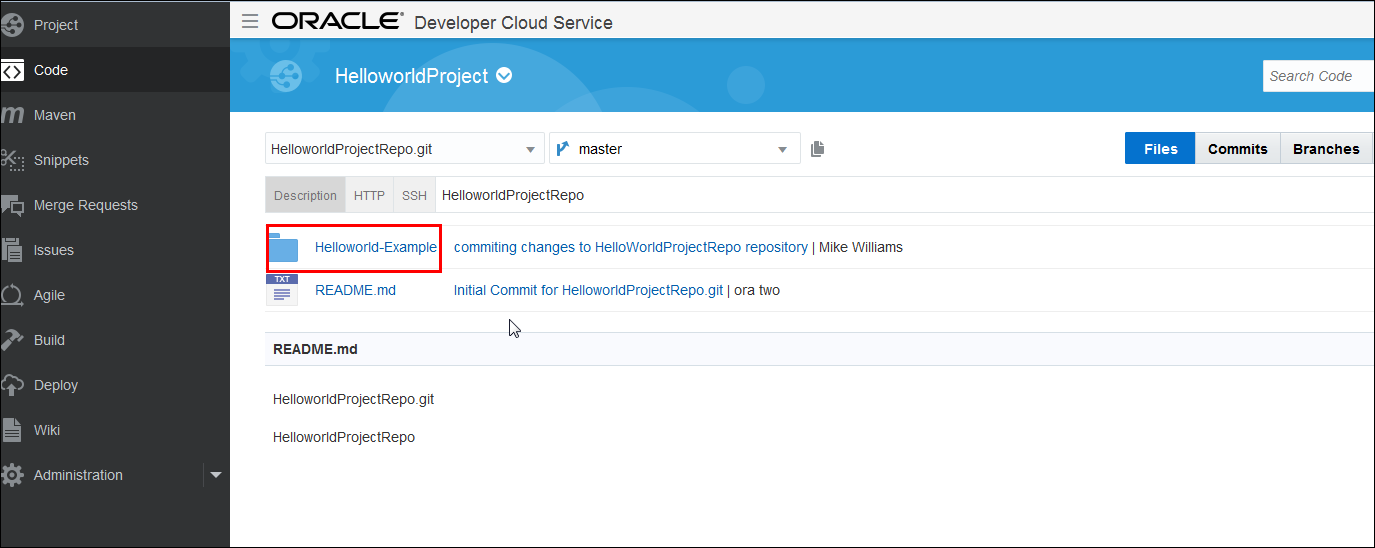 Project
Code
Maven
Snippets
Merge Requests
Issues
Agile
Build
Deploy
Wiki
Administration
ORACLE® Developer Cloud Service
HelloworldProject
Search Code
HelloworldProjectRepo.git master
Files Commits Branches
Description HTTP SSH HelloworldProjectRepo
Helloworld-Example commiting changes to HelloWorldProjectRepo repository | Mike Williams
TXT
README.md Initial Commit for HelloworldProjectRepo.git | ora two
README.md
HelloworldProjectRepo.git
HelloworldProjectRepo